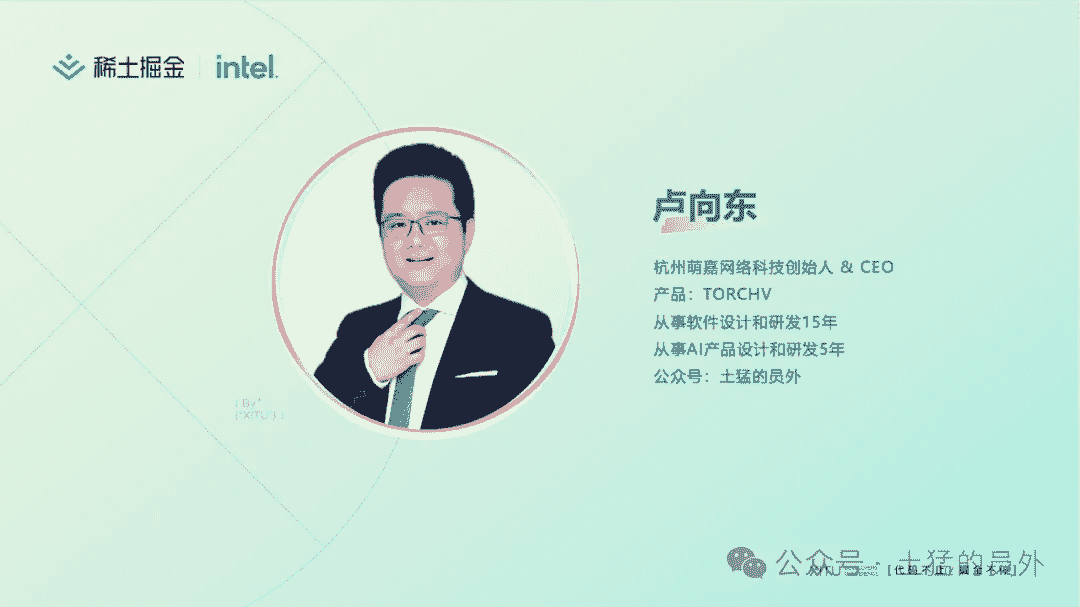 稀土掘金 intel.
卢向东
杭州萌嘉网络科技创始人 & CEO
产品：TORCHV
从事软件设计和研发15年
从事AI产品设计和研发5年
公众号：土猛的员外
{ By"
{"XITU"} }
公众号 · 土猛的员外